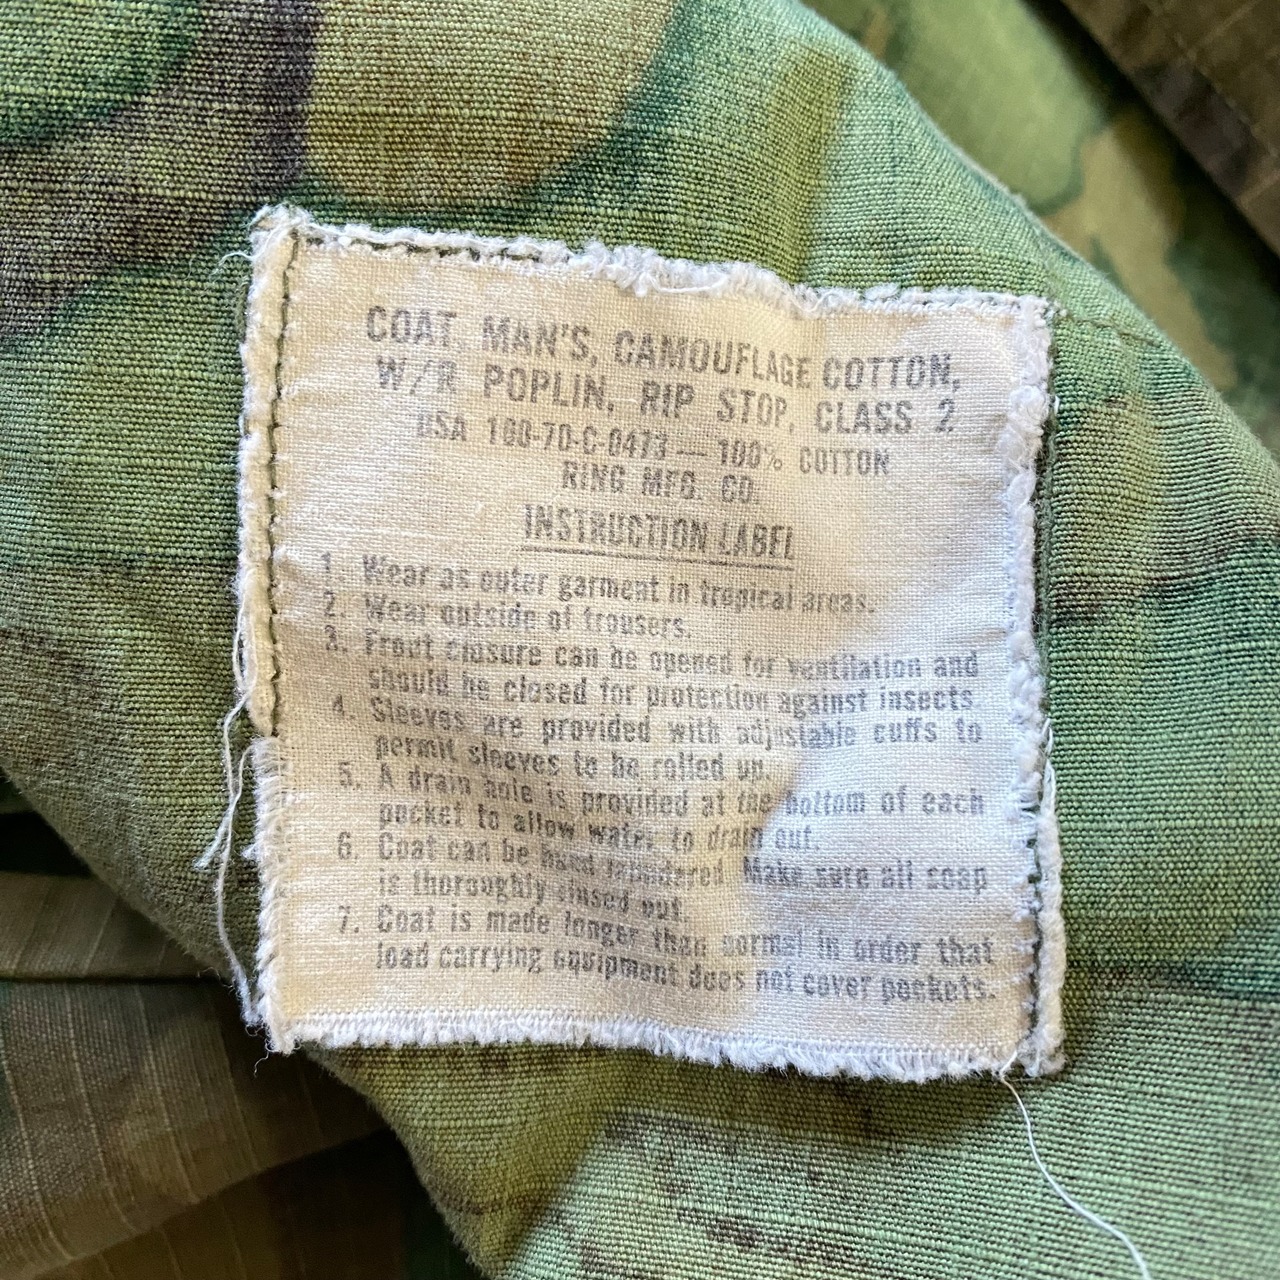 COAT, MAN'S, CAMOUFLAGE COTTON,
W/R POPLIN, RIP STOP, CLASS 2
DSA 100-70-C-0473 — 100% COTTON
RING MFG. CO.
INSTRUCTION LABEL
1. Wear as outer garment in tropical areas.
2. Wear outside of trousers.
3. Front closure can be opened for ventilation and
should be closed for protection against insects.
4. Sleeves are provided with adjustable cuffs to
permit sleeves to be rolled up.
5. A drain hole is provided at the bottom of each
pocket to allow water to drain out.
6. Coat can be hand laundered. Make sure all soap
is thoroughly rinsed out.
7. Coat is made longer than normal in order that
load carrying equipment does not cover pockets.